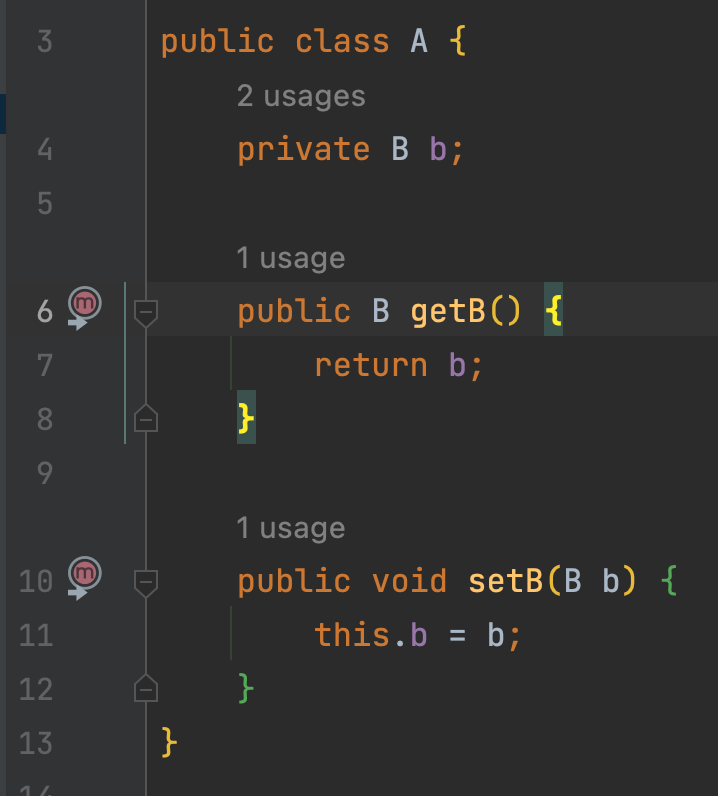 3 public class A {
2 usages
4 private B b;
5
1 usage
6 public B getB() {
7 return b;
8 }
9
1 usage
10 public void setB(B b) {
11 this.b = b;
12 }
13 }
14